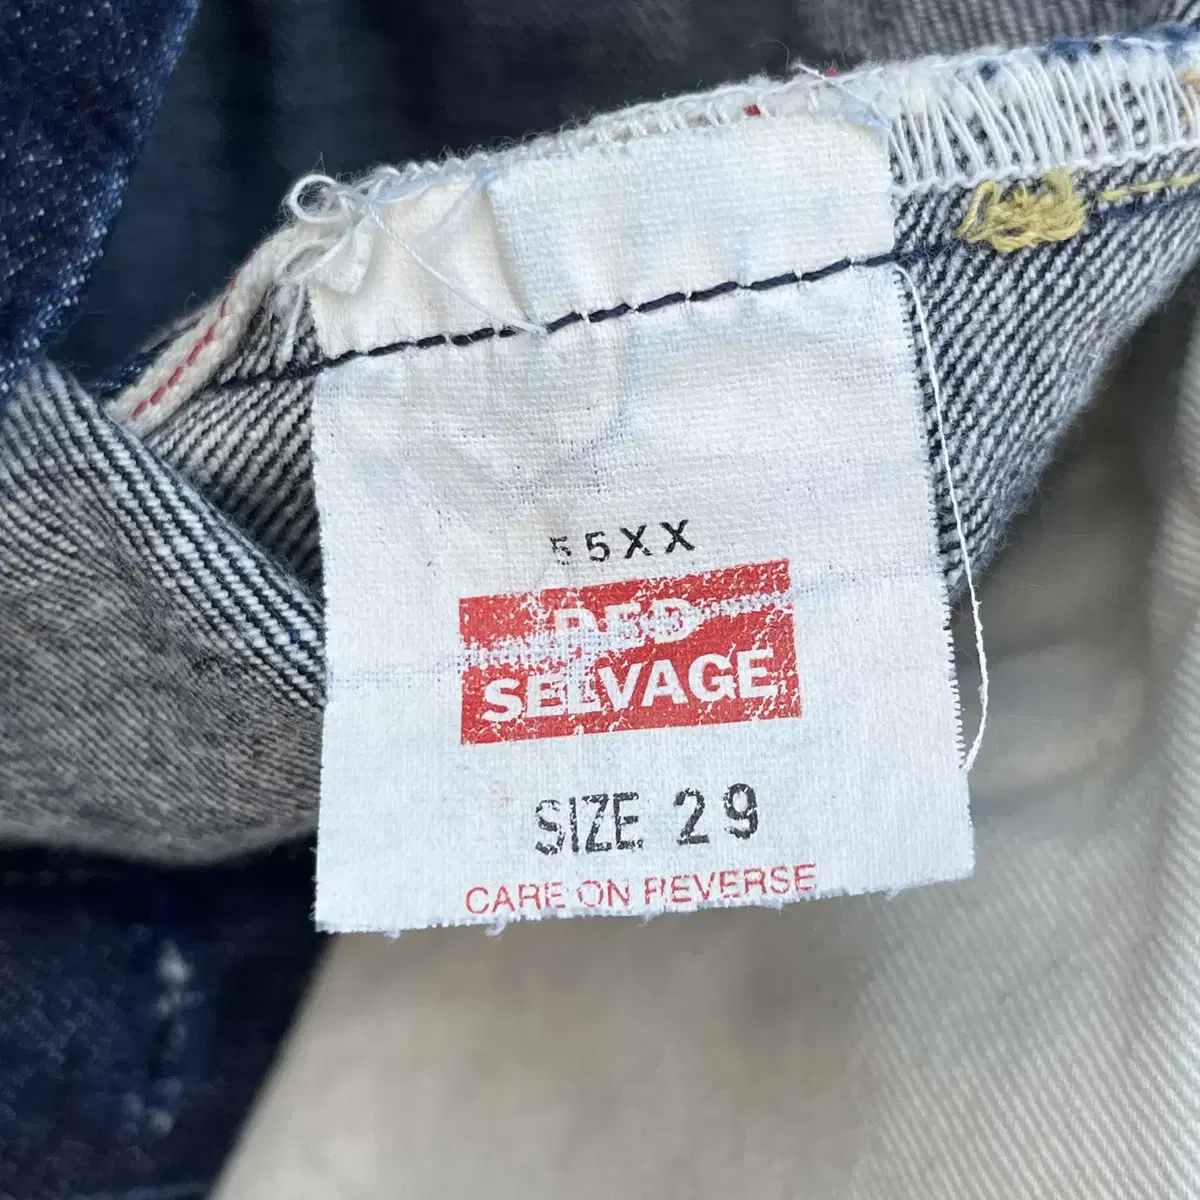 55XX
RED
SELVAGE
SIZE 29
CARE ON REVERSE